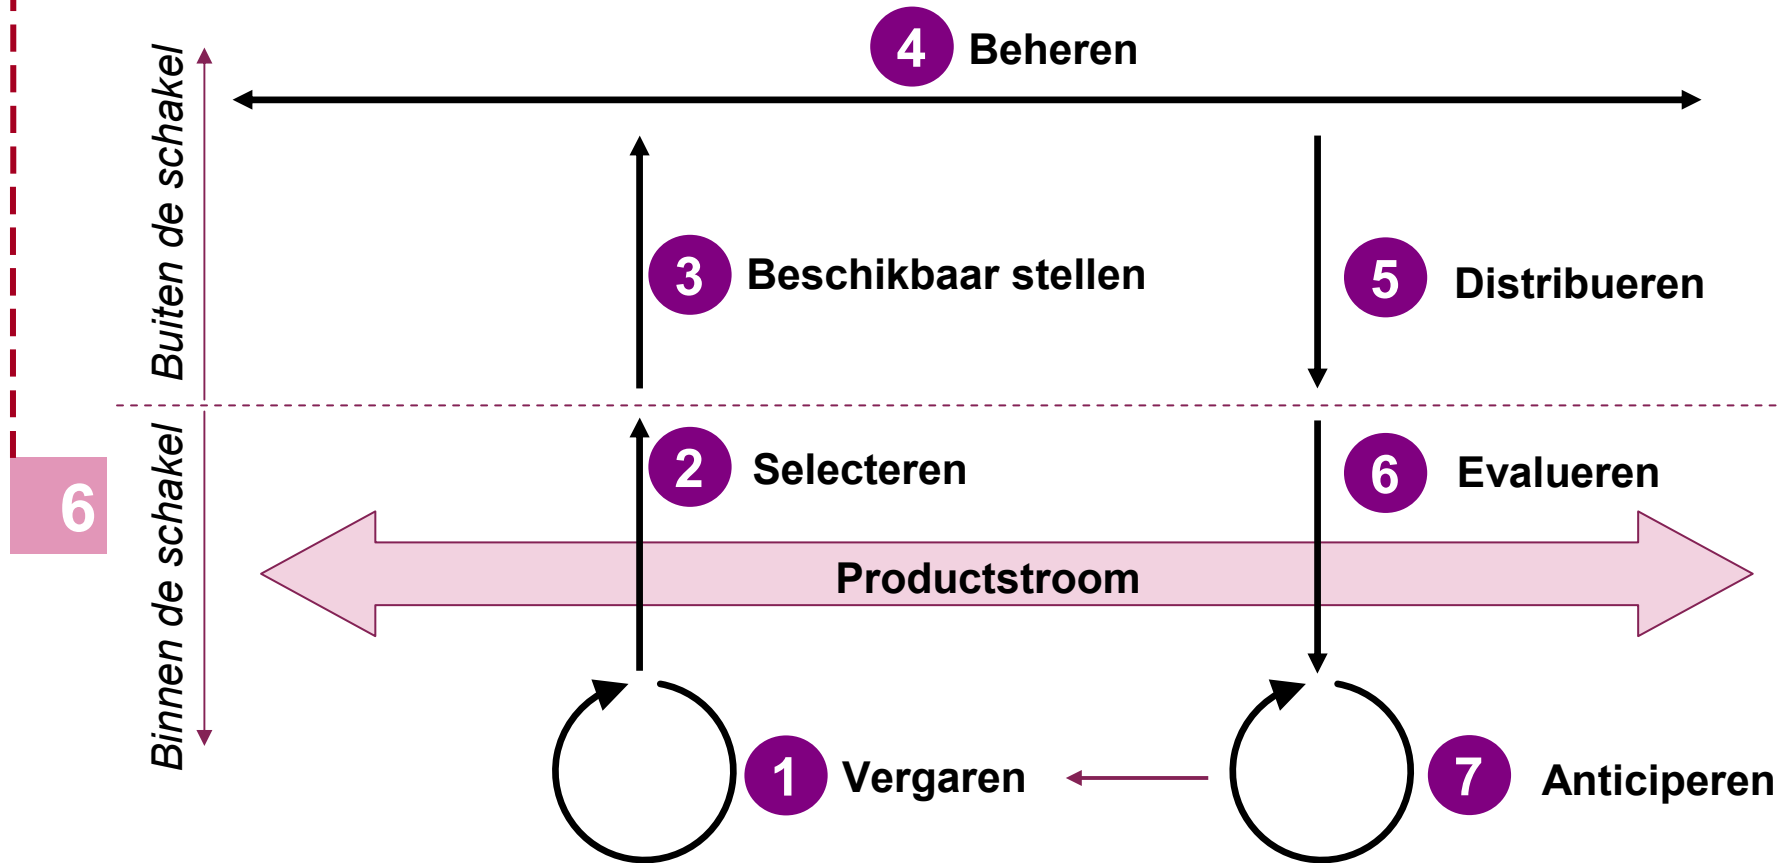 4 Beheren
Buiten de schakel
3 Beschikbaar stellen
5 Distribueren
2 Selecteren
6 Evalueren
6
Binnen de schakel
Productstroom
1 Vergaren
7 Anticiperen